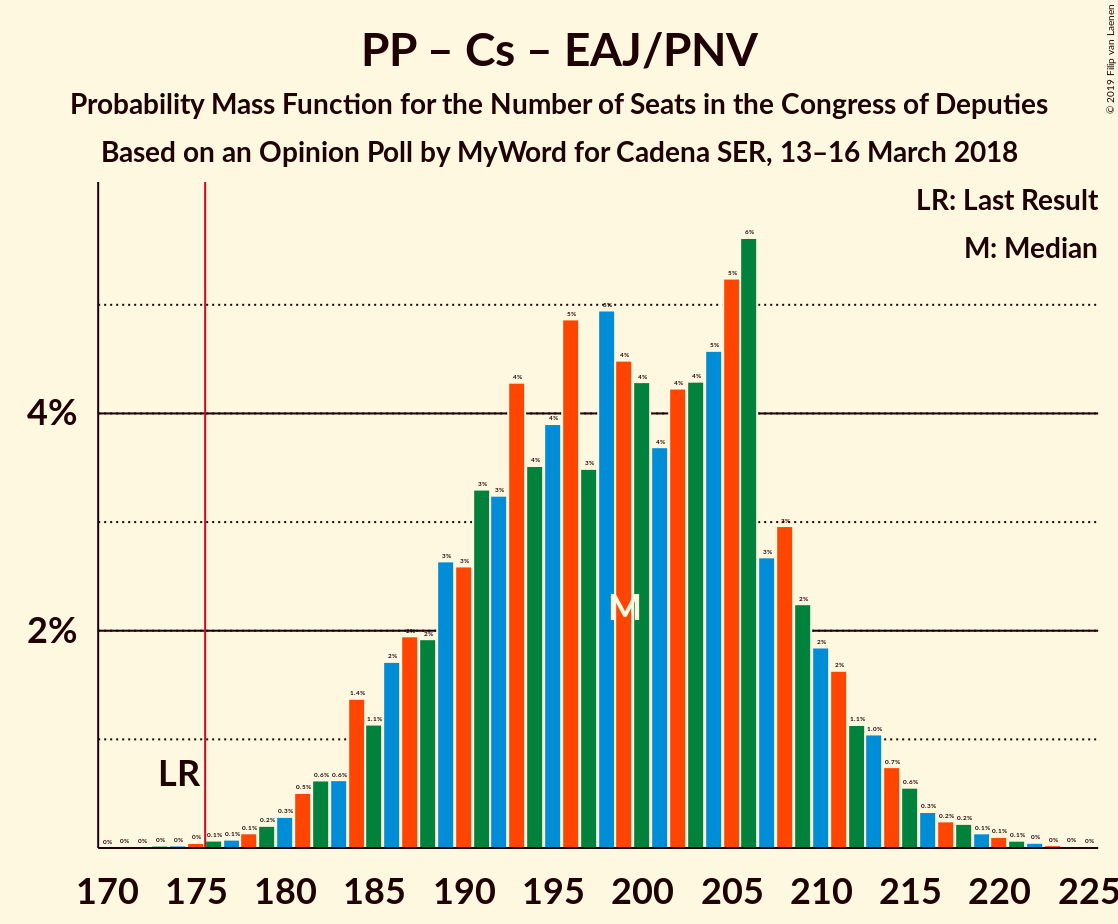 PP – Cs – EAJ/PNV
Probability Mass Function for the Number of Seats in the Congress of Deputies
Based on an Opinion Poll by MyWord for Cadena SER, 13–16 March 2018
© 2019 Filip van Laenen
LR: Last Result
M: Median
4%
2%
LR
M
0% 0% 0% 0% 0% 0% 0.1% 0.1% 0.1% 0.2% 0.3% 0.5% 0.6% 0.6% 1.4% 1.1% 2% 2% 2% 3% 3% 3% 3% 4% 4% 4% 5% 3% 5% 4% 4% 4% 4% 4% 5% 5% 6% 3% 3% 2% 2% 2% 1.1% 1.0% 0.7% 0.6% 0.3% 0.2% 0.2% 0.1% 0.1% 0.1% 0% 0% 0% 0%
170 175 180 185 190 195 200 205 210 215 220 225